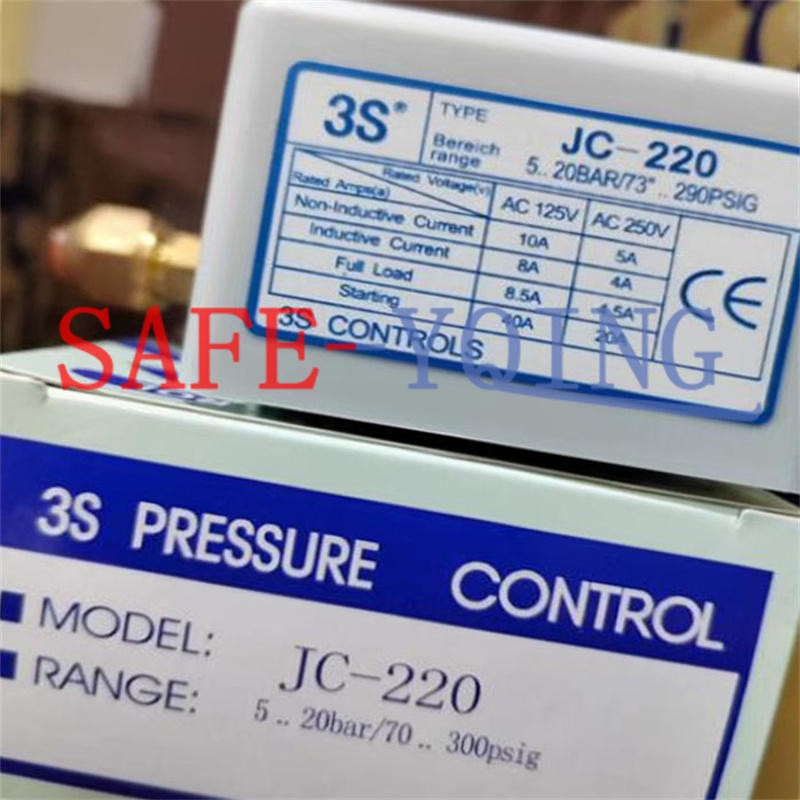 3S®
TYPE JC-220
Bereich range 5.. 20BAR/73".. 290PSIG
Rated Voltage(v) AC 125V AC 250V
Rated Amps(a)
Non-Inductive Current 10A 5A
Inductive Current 8A 4A
Full Load 8.5A 4.5A
Starting 40A 20A
CE
3S CONTROLS
SAFE- YQING
3S PRESSURE CONTROL
MODEL: JC-220
RANGE: 5.. 20bar/70.. 300psig